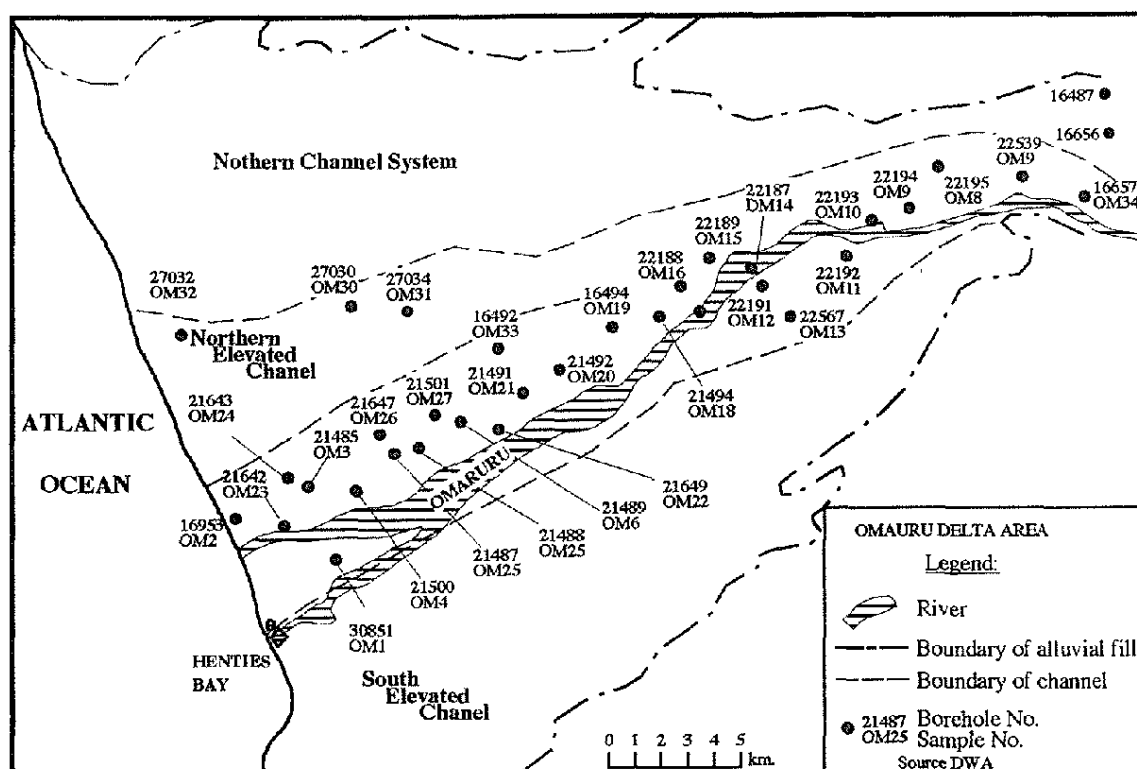 16487
16656
22539
OM9
16657
OM34
Nothern Channel System
22194
OM9
22195
OM8
22187
DM14
22193
OM10
22189
OM15
22188
OM16
22192
OM11
27032
OM32
27030
OM30
27034
OM31
16494
OM19
22191
OM12
22567
OM13
16492
OM33
Northern
Elevated
Chanel
21492
OM20
21491
OM21
21494
OM18
21501
OM27
21643
OM24
21647
OM26
ATLANTIC
OCEAN
21485
OM3
OMARURU
21642
OM23
21649
OM22
21489
OM6
16953
OM2
21488
OM25
21487
OM25
21500
OM4
30851
OM1
HENTIES
BAY
South
Elevated
Chanel
0 1 2 3 4 5
km.
OMAURU DELTA AREA
Legend:
River
Boundary of alluvial fill
Boundary of channel
21487 Borehole No.
OM25 Sample No.
Source DWA